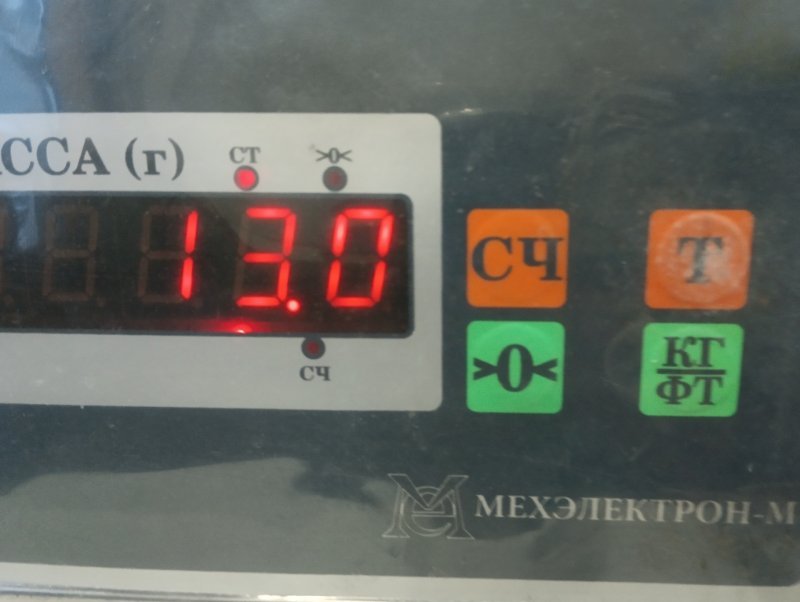 ССА (г)
СТ
>0<
13.0
СЧ
СЧ
Т
>0<
КГ
ФТ
МЕХЭЛЕКТРОН-М